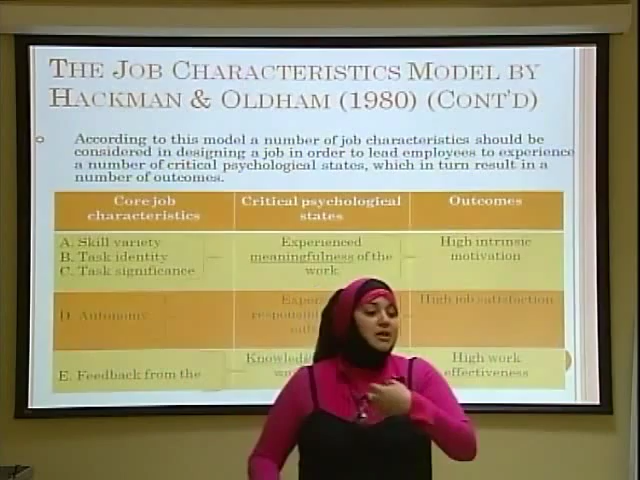 THE JOB CHARACTERISTICS MODEL BY
HACKMAN & OLDHAM (1980) (CONT'D)
According to this model a number of job characteristics should be
considered in designing a job in order to lead employees to experience
a number of critical psychological states, which in turn result in a
number of outcomes.
Core job
characteristics
Critical psychological
states
Outcomes
A. Skill variety
B. Task identity
C. Task significance
Experienced
meaningfulness of the
work
High intrinsic
motivation
D. Autonomy
High job satisfaction
E. Feedback from the
High work
effectiveness